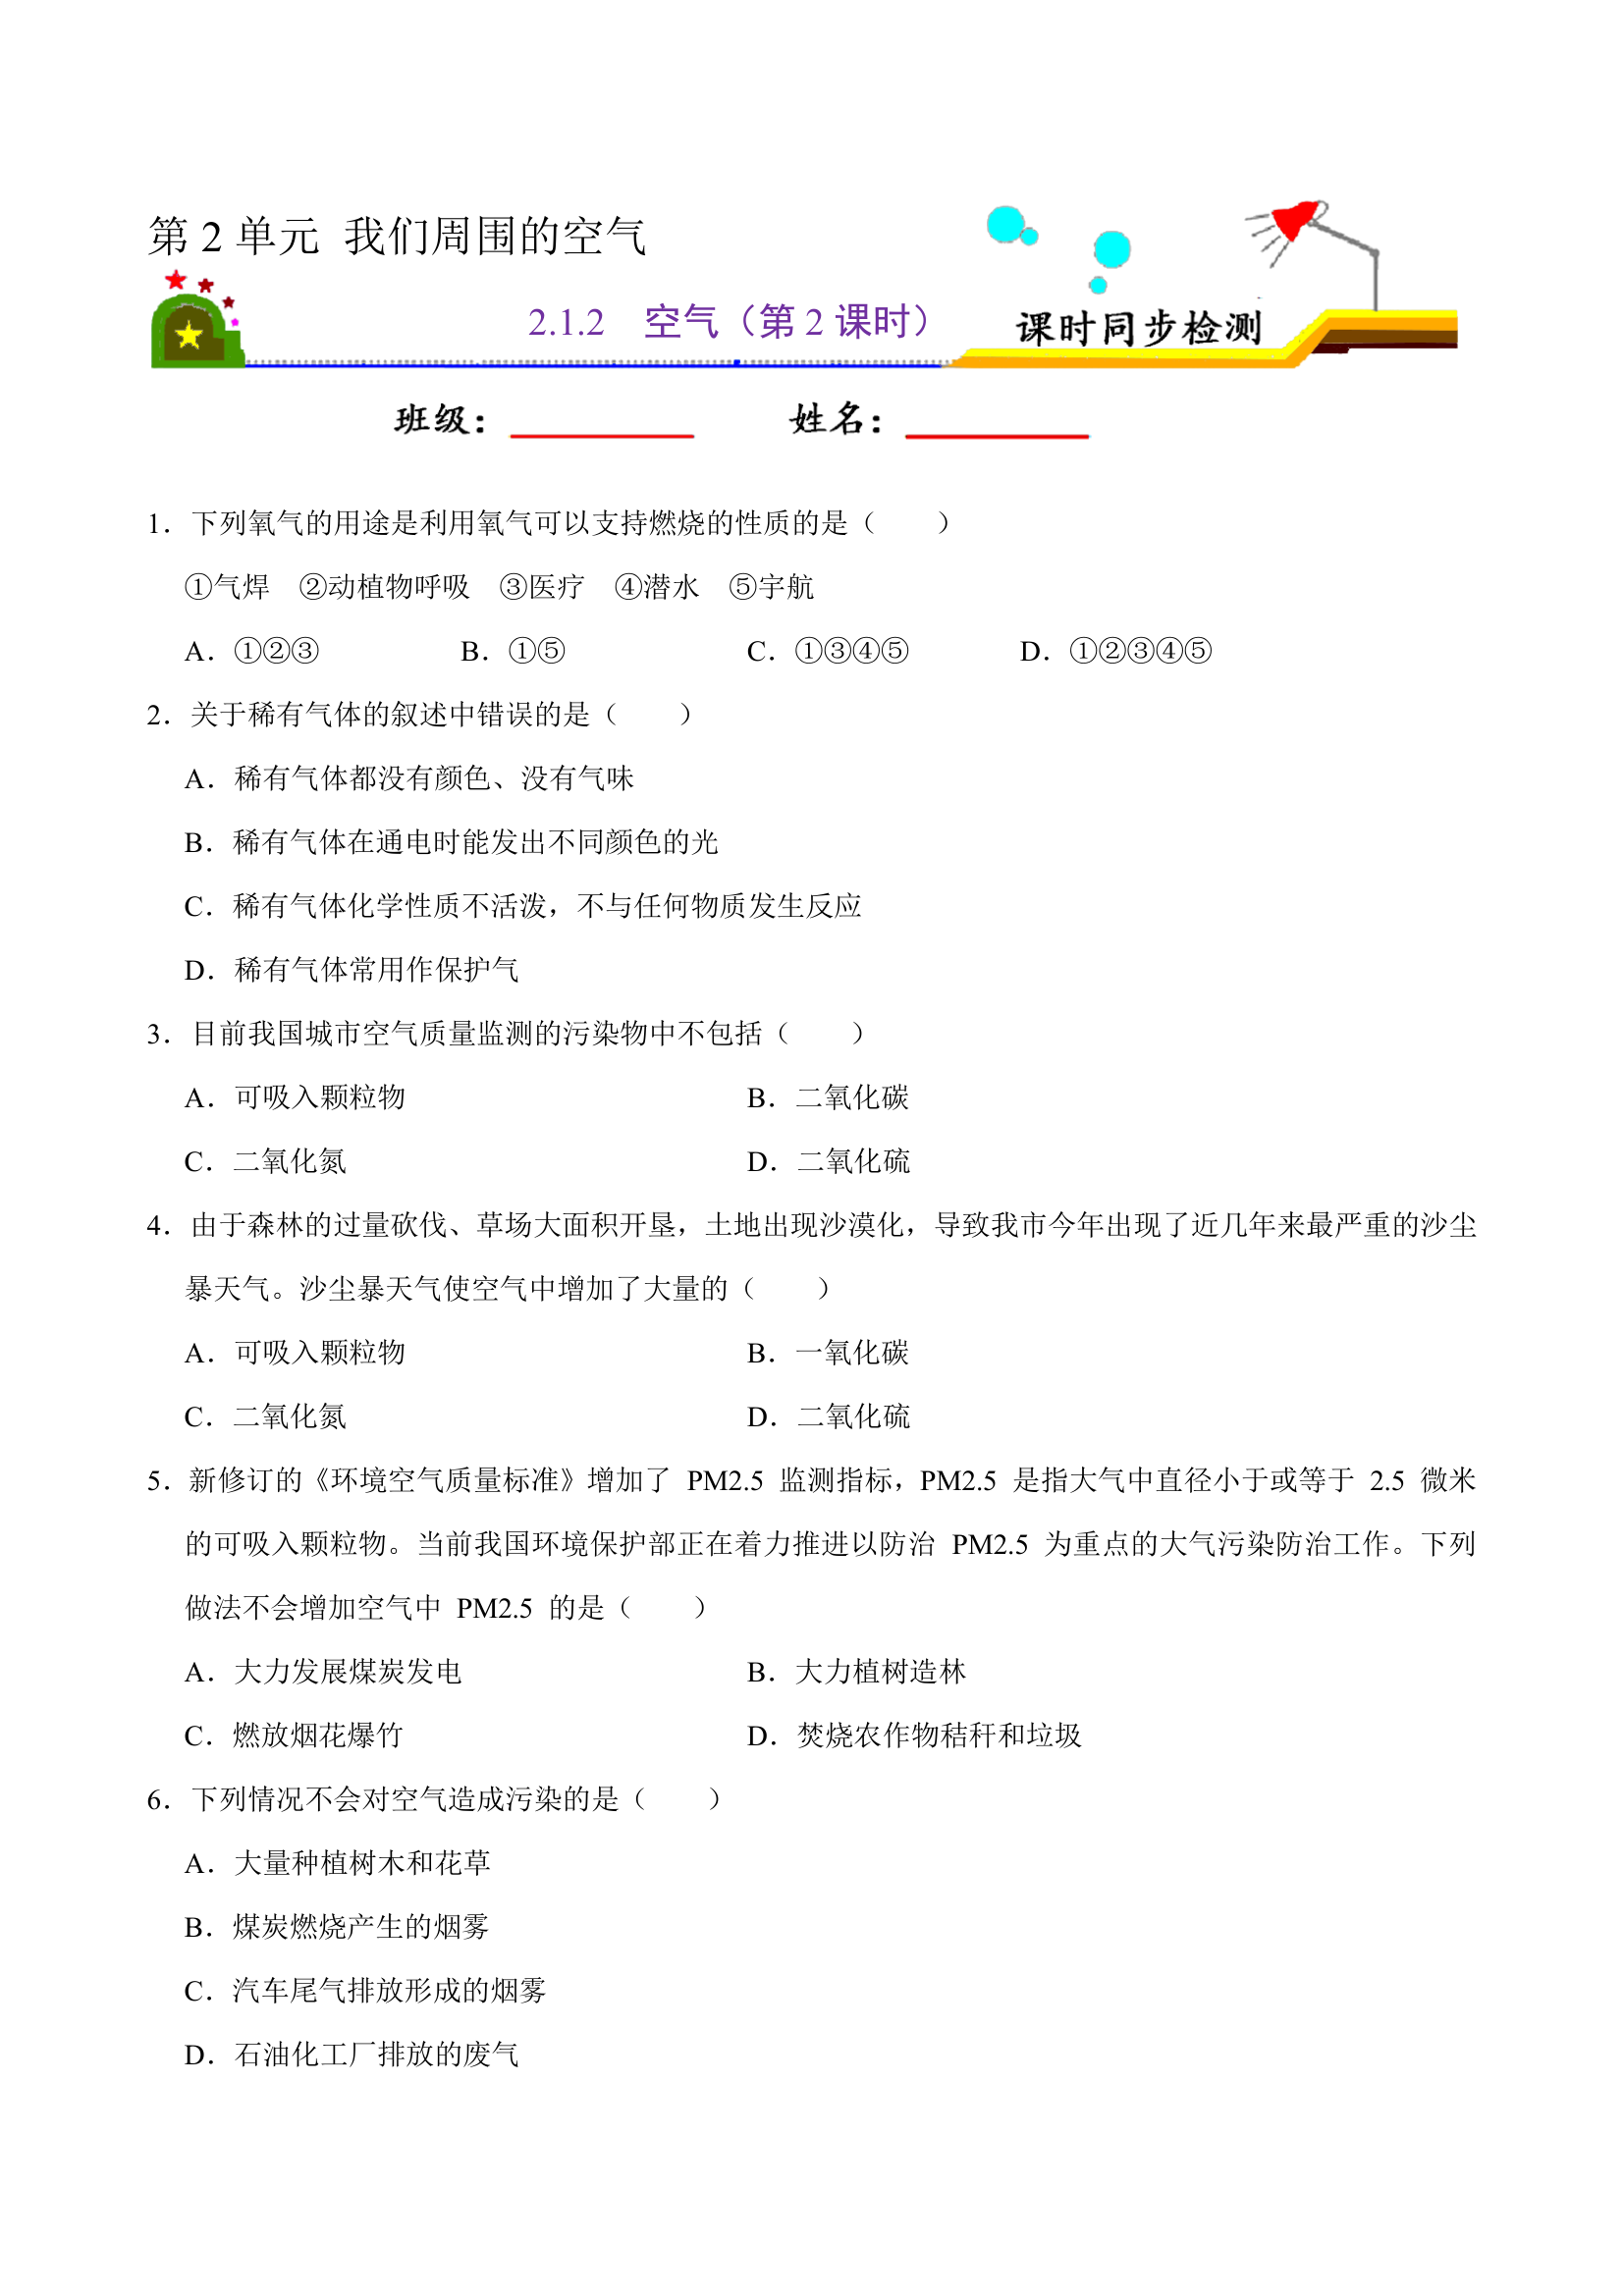 第 2 单元 我们周围的空气
2.1.2 空气（第 2 课时）
课时同步检测
班级： 姓名：
1．下列氧气的用途是利用氧气可以支持燃烧的性质的是（　　）
①气焊　②动植物呼吸　③医疗　④潜水　⑤宇航
A．①②③ B．①⑤ C．①③④⑤ D．①②③④⑤
2．关于稀有气体的叙述中错误的是（　　）
A．稀有气体都没有颜色、没有气味
B．稀有气体在通电时能发出不同颜色的光
C．稀有气体化学性质不活泼，不与任何物质发生反应
D．稀有气体常用作保护气
3．目前我国城市空气质量监测的污染物中不包括（　　）
A．可吸入颗粒物 B．二氧化碳
C．二氧化氮 D．二氧化硫
4．由于森林的过量砍伐、草场大面积开垦，土地出现沙漠化，导致我市今年出现了近几年来最严重的沙尘
暴天气。沙尘暴天气使空气中增加了大量的（　　）
A．可吸入颗粒物 B．一氧化碳
C．二氧化氮 D．二氧化硫
5．新修订的《环境空气质量标准》增加了 PM2.5 监测指标，PM2.5 是指大气中直径小于或等于 2.5 微米
的可吸入颗粒物。当前我国环境保护部正在着力推进以防治 PM2.5 为重点的大气污染防治工作。下列
做法不会增加空气中 PM2.5 的是（　　）
A．大力发展煤炭发电 B．大力植树造林
C．燃放烟花爆竹 D．焚烧农作物秸秆和垃圾
6．下列情况不会对空气造成污染的是（　　）
A．大量种植树木和花草
B．煤炭燃烧产生的烟雾
C．汽车尾气排放形成的烟雾
D．石油化工厂排放的废气